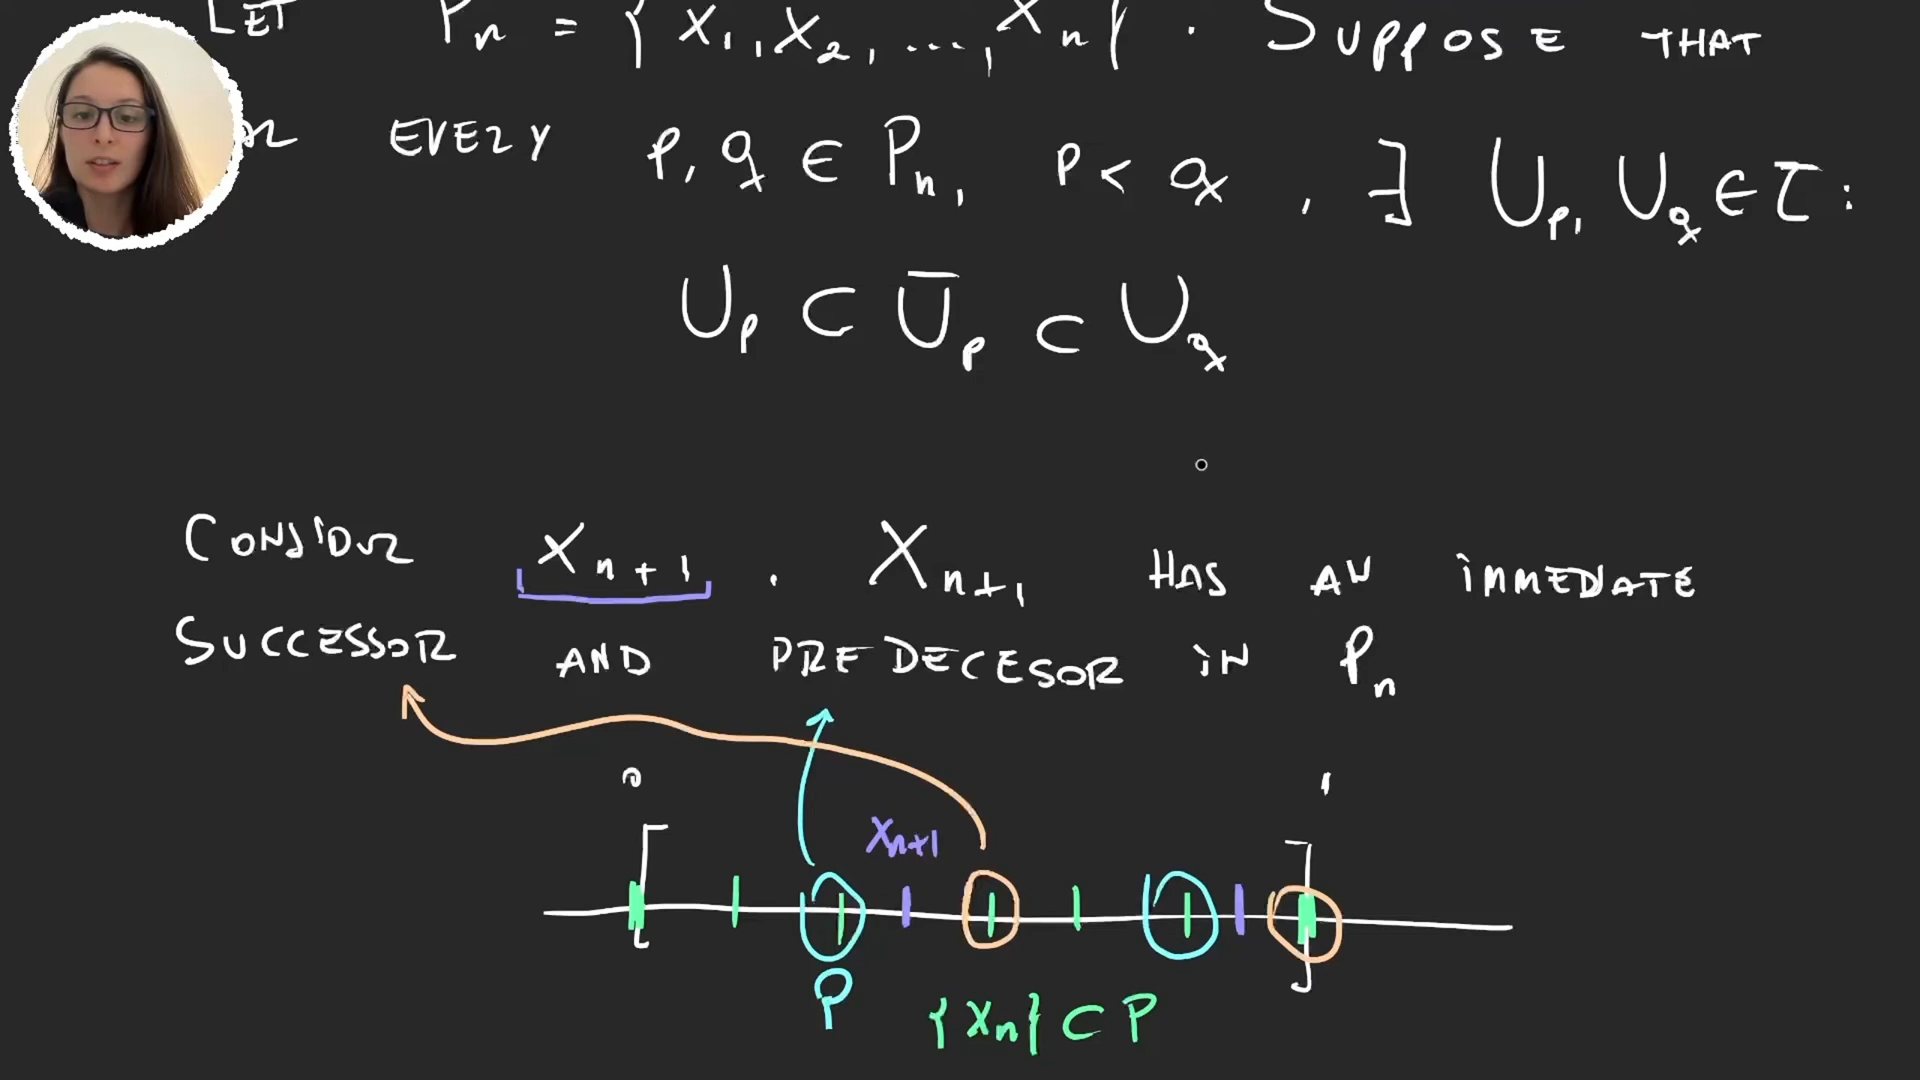 LET Pn = { X1, X2, ..., Xn } . SUPPOSE THAT
EVERY p, q ∈ Pn, p < q , ∃ Up, Uq ∈ τ :
Up ⊂ U̅p ⊂ Uq
CONSIDER Xn+1 . Xn+1 HAS AN IMMEDIATE
SUCCESSOR AND PREDECESOR iN Pn
0 1
Xn+1
P
{Xn} ⊂ P